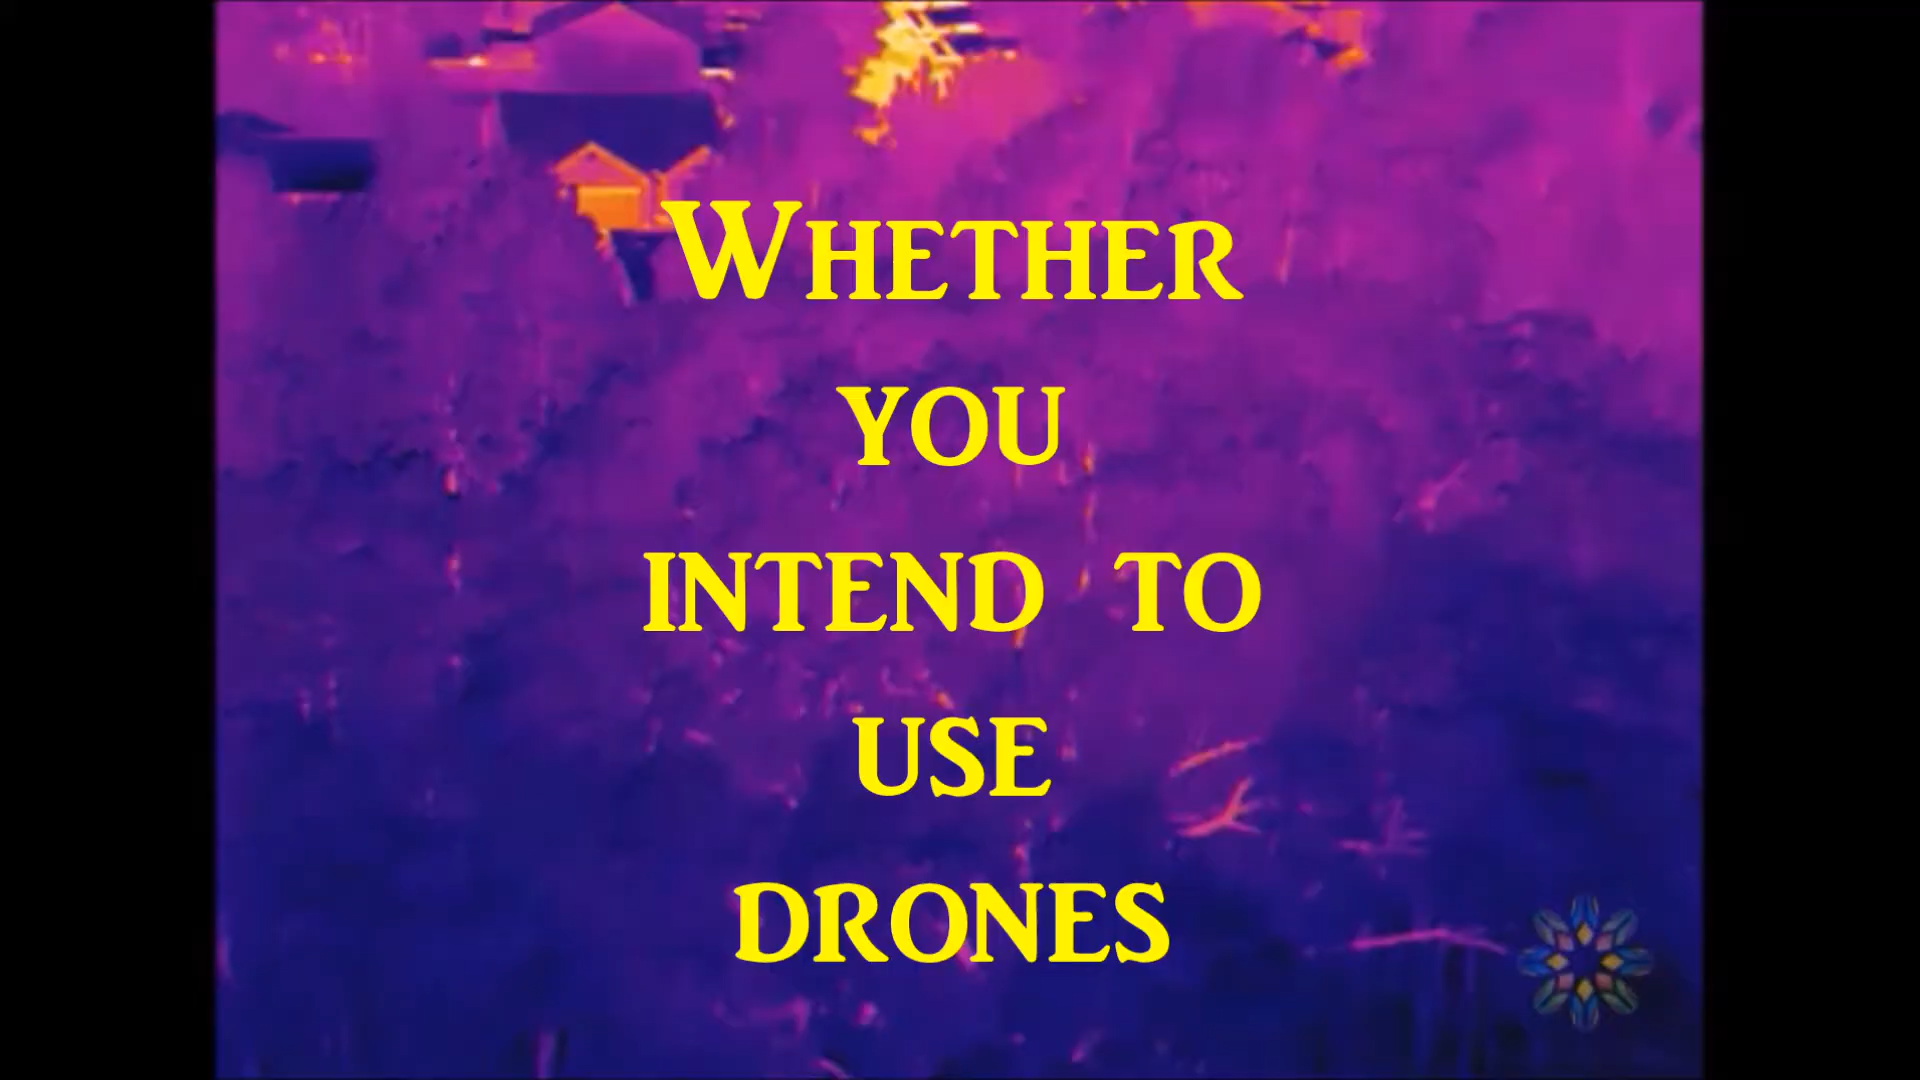 Whether
you
intend to
use
drones